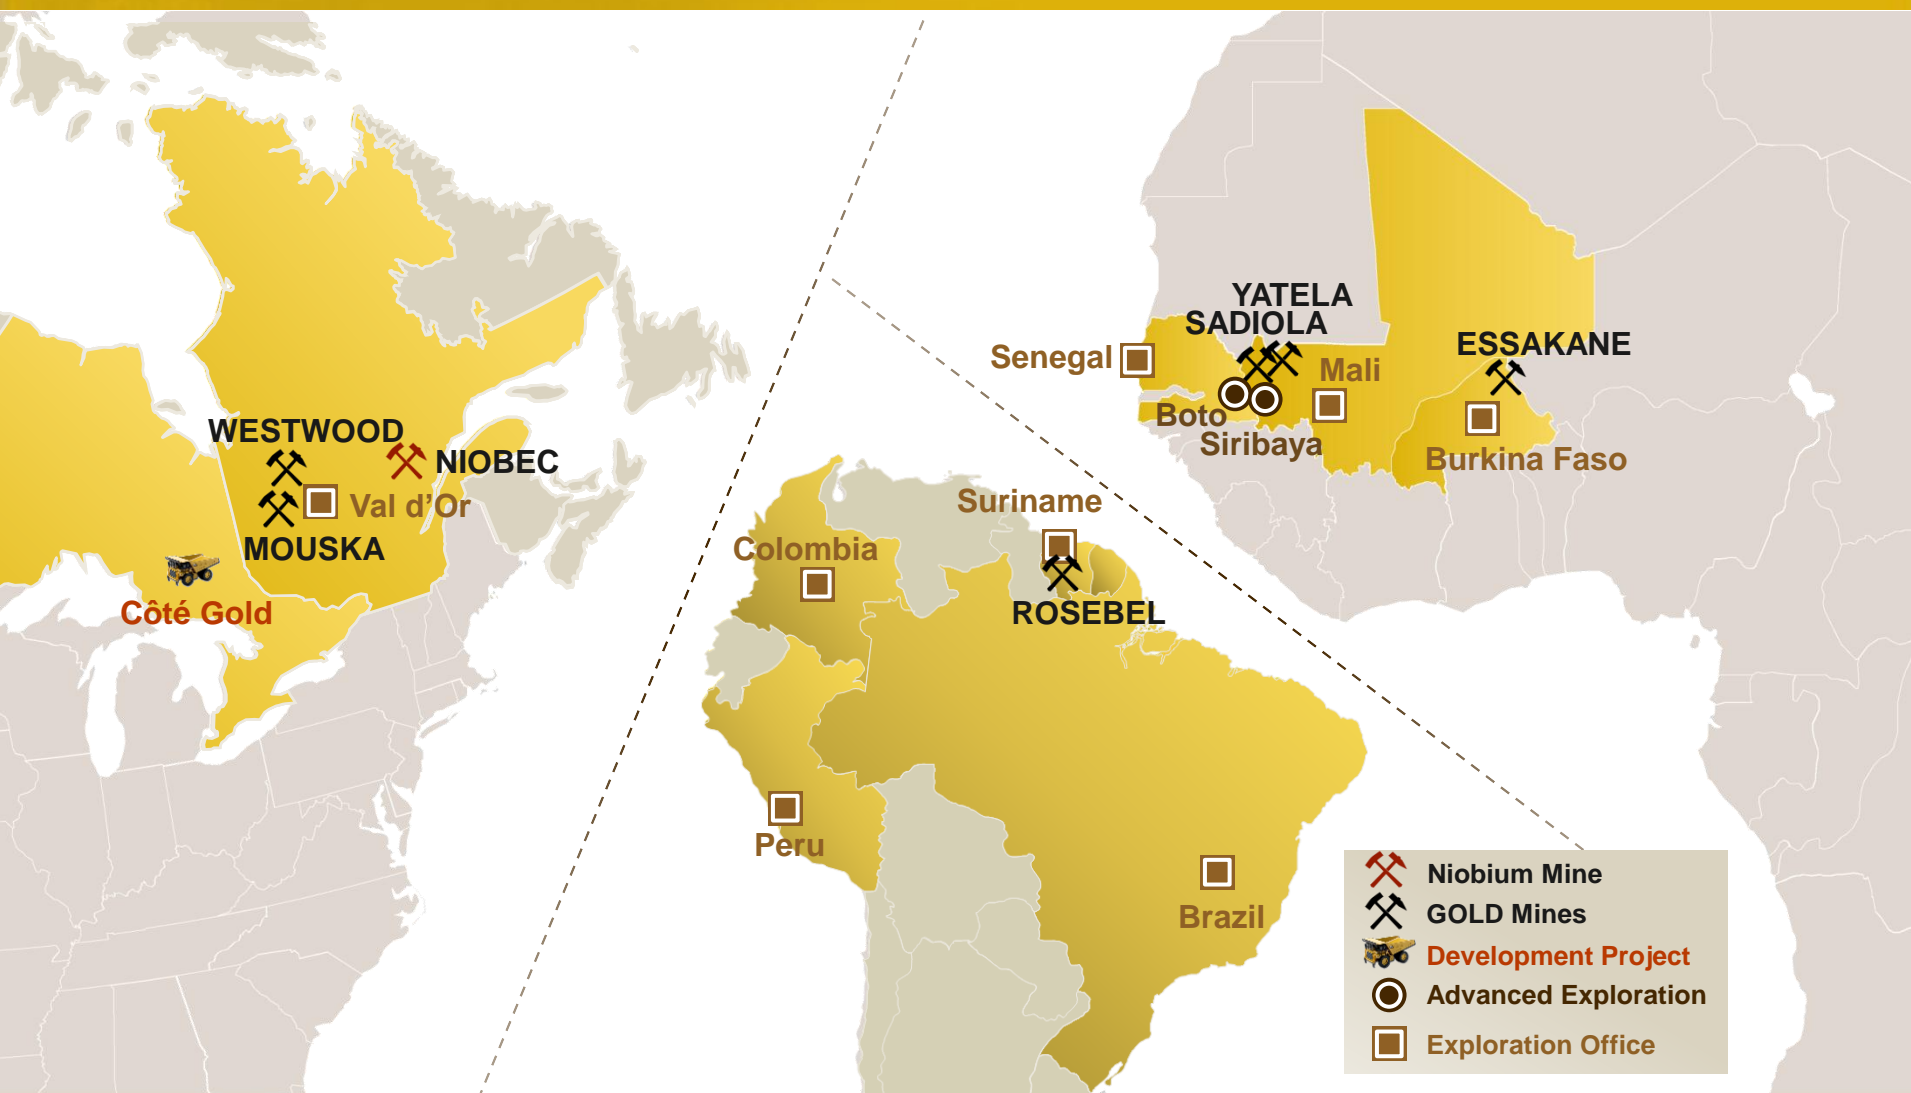 WESTWOOD
NIOBEC
Val d’Or
MOUSKA
Côté Gold
Suriname
Colombia
ROSEBEL
Peru
Brazil
YATELA
SADIOLA
ESSAKANE
Senegal
Mali
Boto
Siribaya
Burkina Faso
Niobium Mine
GOLD Mines
Development Project
Advanced Exploration
Exploration Office